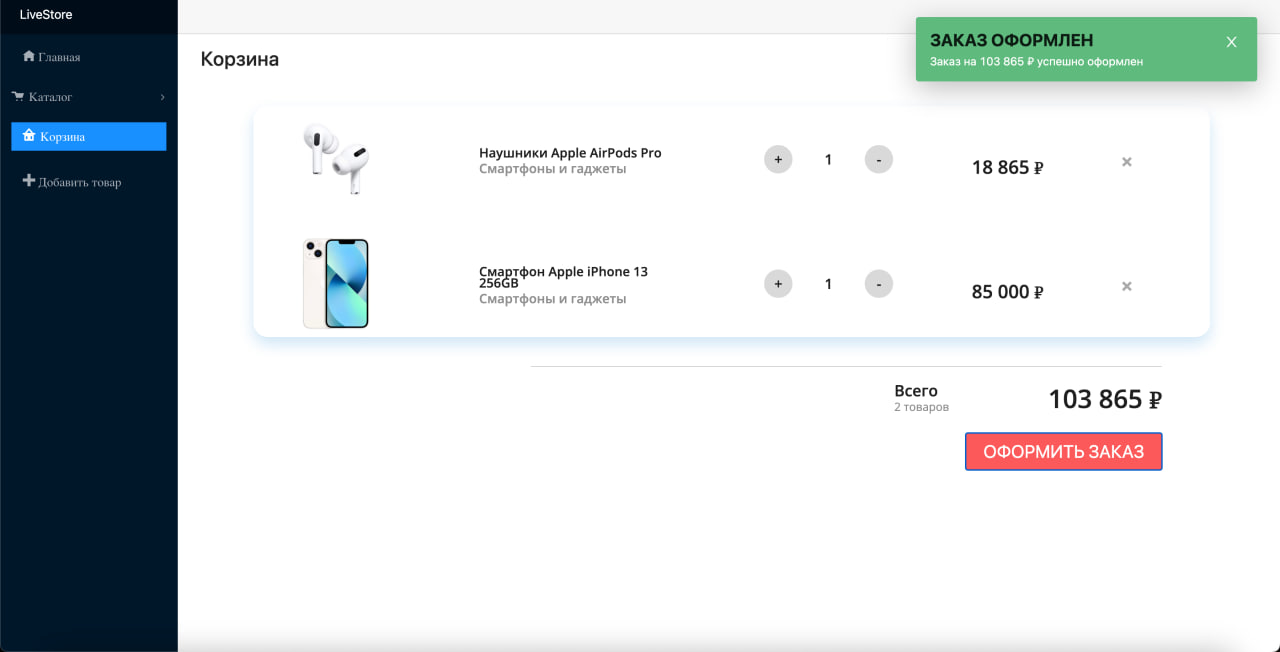 LiveStore
Главная
Каталог
Корзина
Добавить товар
Корзина
ЗАКАЗ ОФОРМЛЕН
Заказ на 103 865 ₽ успешно оформлен
Наушники Apple AirPods Pro
Смартфоны и гаджеты
+ 1 -
18 865 ₽
Смартфон Apple iPhone 13
256GB
Смартфоны и гаджеты
+ 1 -
85 000 ₽
Всего
2 товаров
103 865 ₽
ОФОРМИТЬ ЗАКАЗ